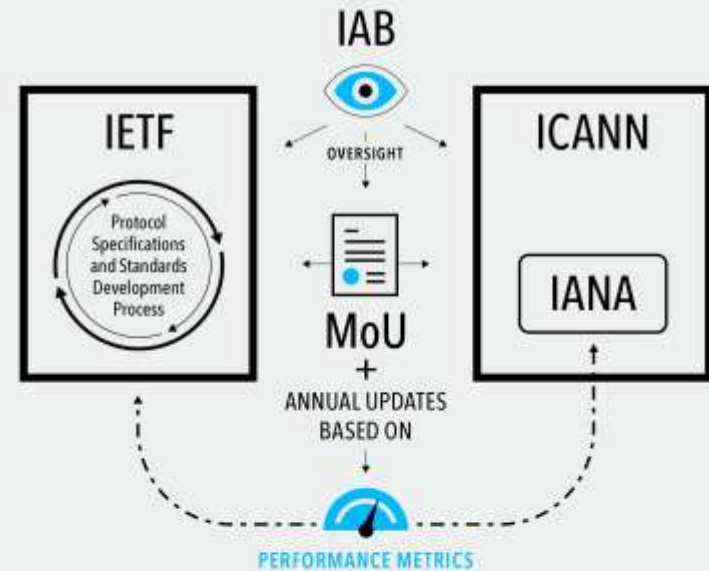 IAB
OVERSIGHT
IETF
Protocol
Specifications
and Standards
Development
Process
MoU
+
ANNUAL UPDATES
BASED ON
PERFORMANCE METRICS
ICANN
IANA